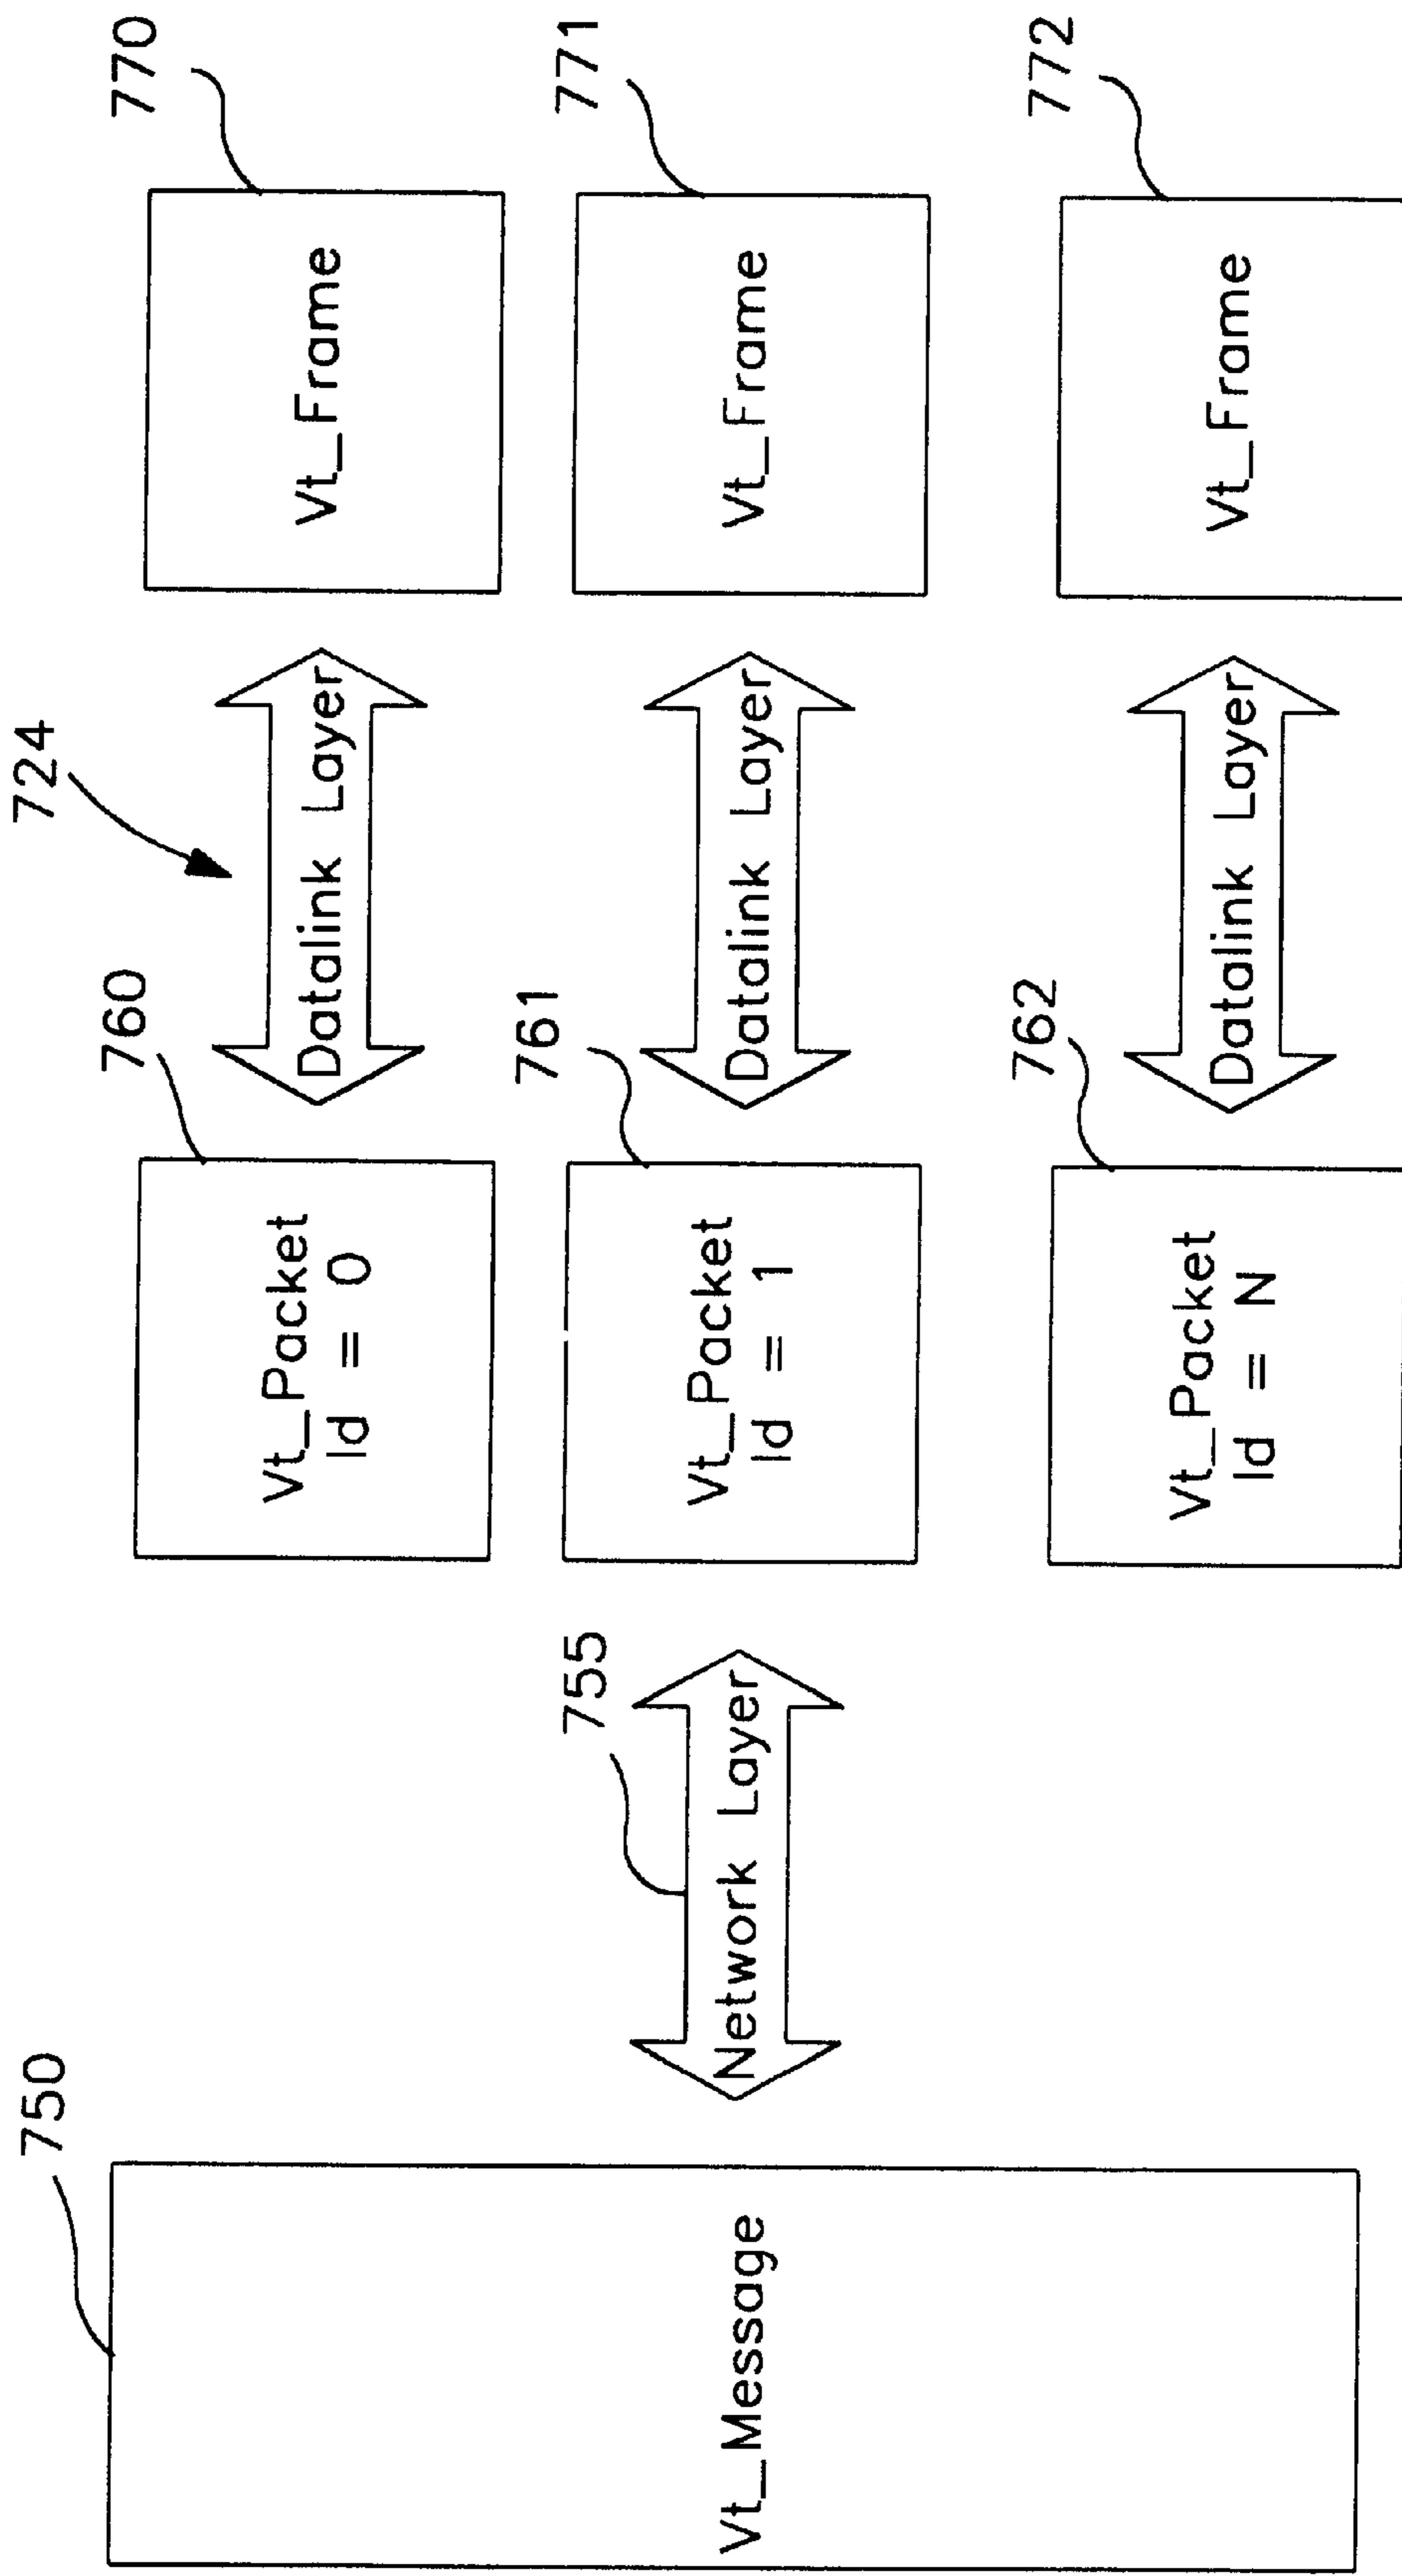 750
Vt_Message
755
Network Layer
760
Vt_Packet
Id = 0
761
Vt_Packet
Id = 1
762
Vt_Packet
Id = N
724
Datalink Layer
Datalink Layer
Datalink Layer
770
Vt_Frame
771
Vt_Frame
772
Vt_Frame